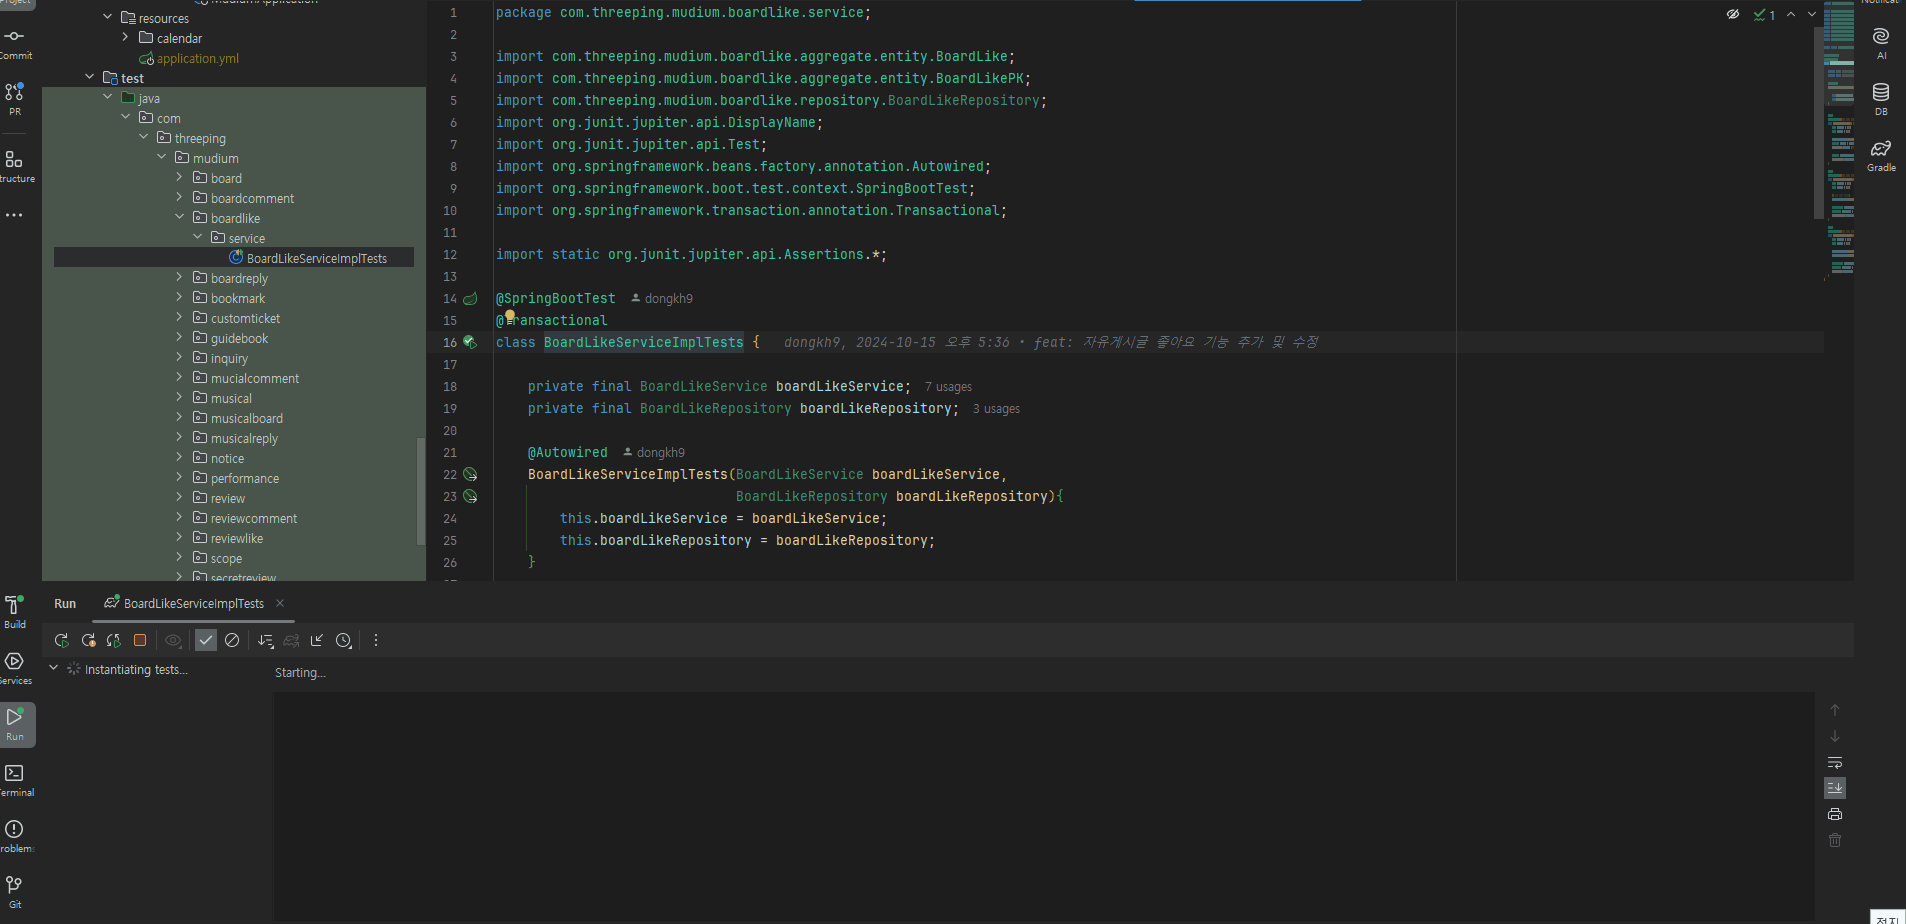 Project
Commit
PR
Structure
MudiumApplication
resources
calendar
application.yml
test
java
com
threeping
mudium
board
boardcomment
boardlike
service
BoardLikeServiceImplTests
boardreply
bookmark
customticket
guidebook
inquiry
mucialcomment
musical
musicalboard
musicalreply
notice
performance
review
reviewcomment
reviewlike
scope
secretreview
1 package com.threeping.mudium.boardlike.service;
2
3 import com.threeping.mudium.boardlike.aggregate.entity.BoardLike;
4 import com.threeping.mudium.boardlike.aggregate.entity.BoardLikePK;
5 import com.threeping.mudium.boardlike.repository.BoardLikeRepository;
6 import org.junit.jupiter.api.DisplayName;
7 import org.junit.jupiter.api.Test;
8 import org.springframework.beans.factory.annotation.Autowired;
9 import org.springframework.boot.test.context.SpringBootTest;
10 import org.springframework.transaction.annotation.Transactional;
11
12 import static org.junit.jupiter.api.Assertions.*;
13
14 @SpringBootTest dongkh9
15 @Transactional
16 class BoardLikeServiceImplTests { dongkh9, 2024-10-15 오후 5:36 • feat: 자유게시글 좋아요 기능 추가 및 수정
17
18 private final BoardLikeService boardLikeService; 7 usages
19 private final BoardLikeRepository boardLikeRepository; 3 usages
20
21 @Autowired dongkh9
22 BoardLikeServiceImplTests(BoardLikeService boardLikeService,
23 BoardLikeRepository boardLikeRepository){
24 this.boardLikeService = boardLikeService;
25 this.boardLikeRepository = boardLikeRepository;
26 }
1
AI
DB
Gradle
Build
Services
Run
Terminal
Problems
Git
Run BoardLikeServiceImplTests
Instantiating tests...
Starting...